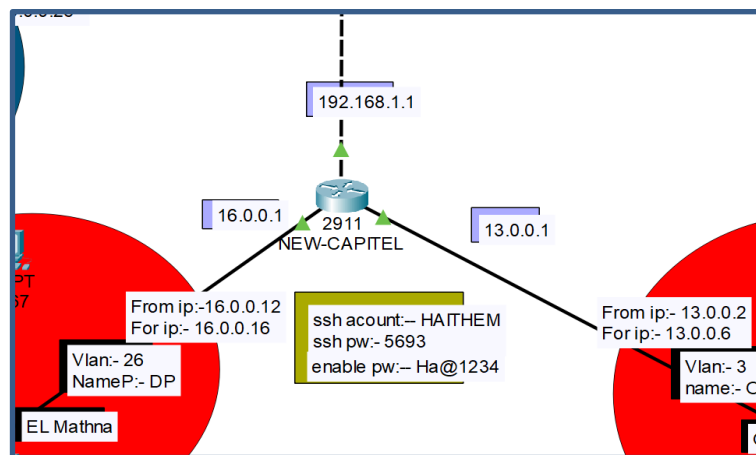 192.168.1.1
16.0.0.1
2911
NEW-CAPITEL
13.0.0.1
From ip:-16.0.0.12
For ip:- 16.0.0.16
ssh acount:-- HAITHEM
ssh pw:- 5693
enable pw:-- Ha@1234
From ip:- 13.0.0.2
For ip:- 13.0.0.6
Vlan:- 26
NameP:- DP
Vlan:- 3
name:-
EL Mathna